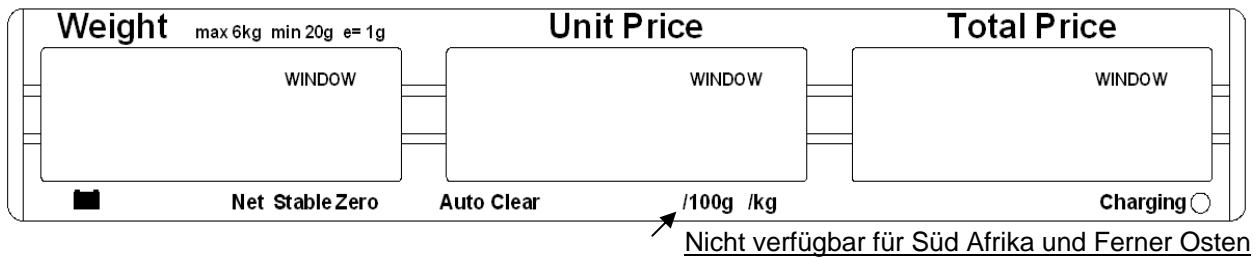 Weight max 6kg min 20g e= 1g Unit Price Total Price
WINDOW WINDOW WINDOW
Net Stable Zero Auto Clear /100g /kg Charging
Nicht verfügbar für Süd Afrika und Ferner Osten